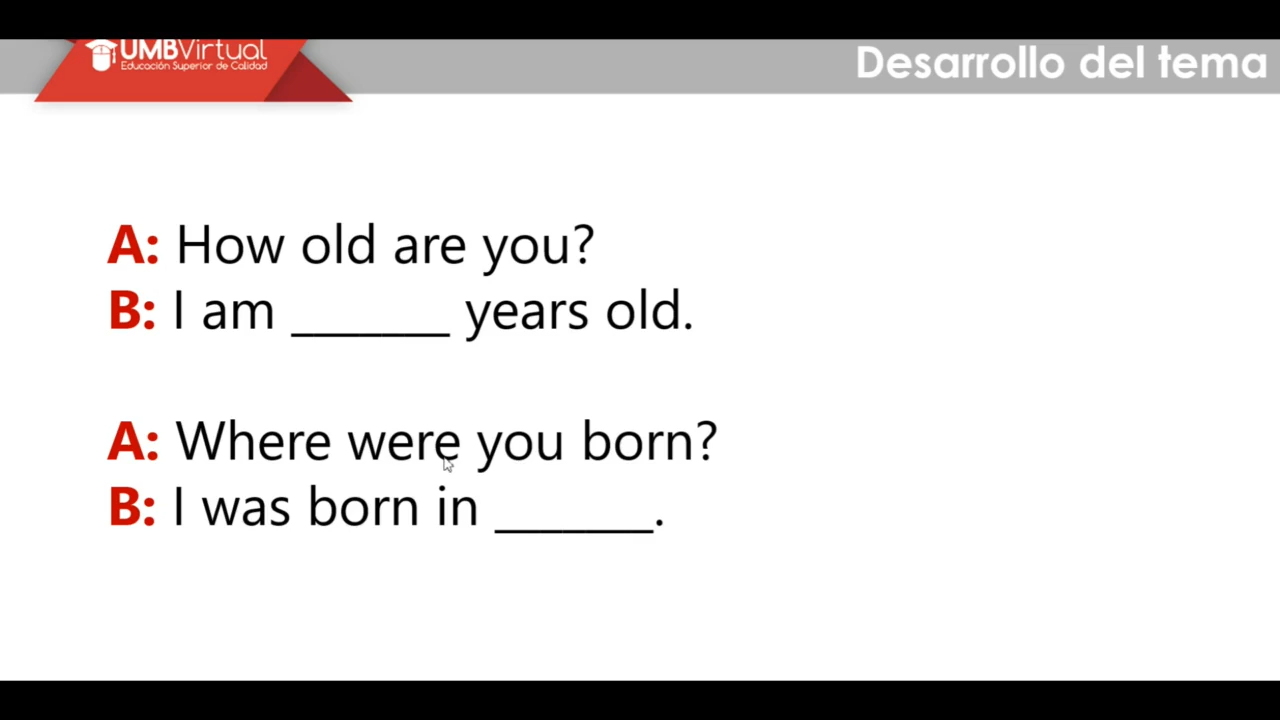 UMBVirtual
Educación Superior de Calidad
Desarrollo del tema
A: How old are you?
B: I am _______ years old.
A: Where were you born?
B: I was born in _______.